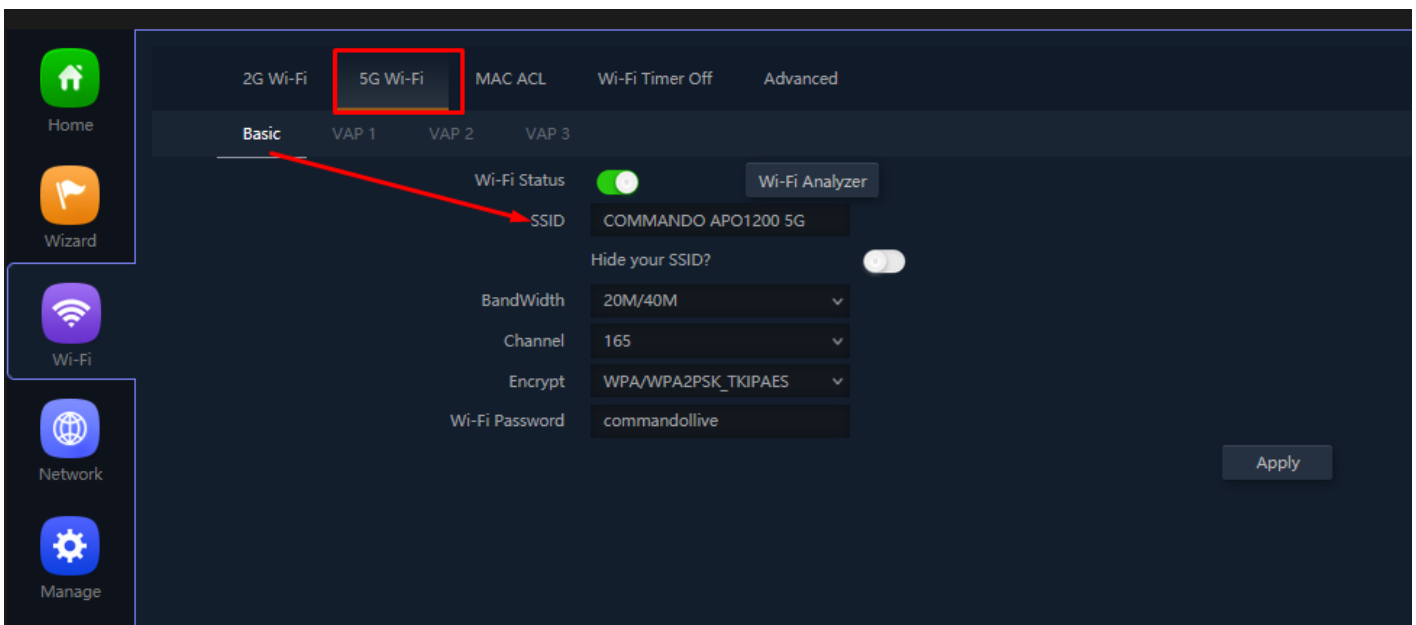 2G Wi-Fi 5G Wi-Fi MAC ACL Wi-Fi Timer Off Advanced
Home
Basic VAP 1 VAP 2 VAP 3
Wi-Fi Status Wi-Fi Analyzer
SSID COMMANDO APO1200 5G
Wizard
Hide your SSID?
BandWidth 20M/40M
Channel 165
Wi-Fi
Encrypt WPA/WPA2PSK_TKIPAES
Wi-Fi Password commandollive
Apply
Network
Manage